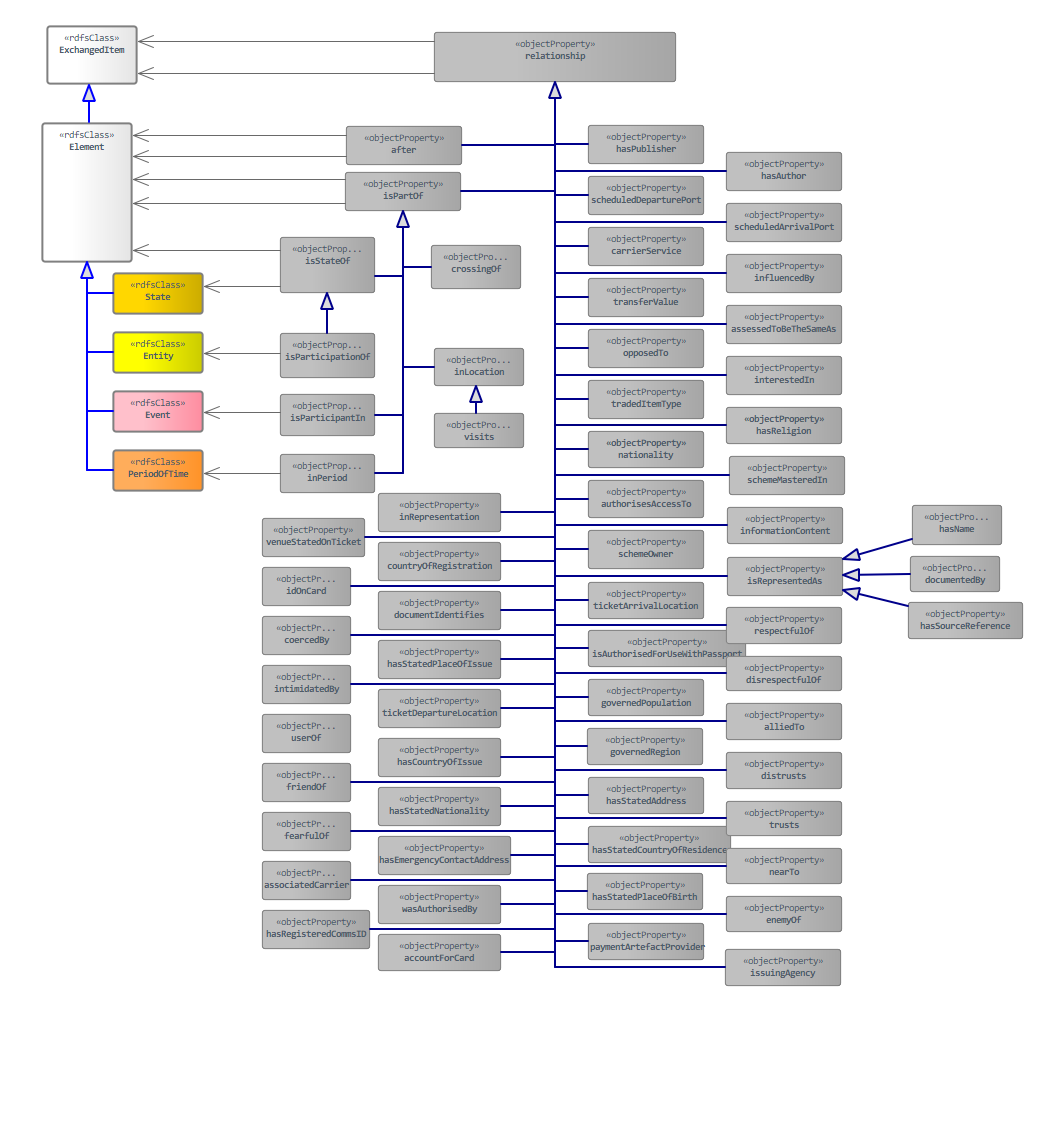 «rdfsClass»
ExchangedItem
«objectProperty»
relationship
«rdfsClass»
Element
«objectProperty»
after
«objectProperty»
isPartOf
«objectProp...
isStateOf
«objectPro...
crossingOf
«rdfsClass»
State
«rdfsClass»
Entity
«objectProp...
isParticipationOf
«objectPro...
inLocation
«rdfsClass»
Event
«objectProp...
isParticipantIn
«objectPro...
visits
«rdfsClass»
PeriodOfTime
«objectProp...
inPeriod
«objectProperty»
hasPublisher
«objectProperty»
hasAuthor
«objectProperty»
scheduledDeparturePort
«objectProperty»
scheduledArrivalPort
«objectProperty»
carrierService
«objectProperty»
influencedBy
«objectProperty»
transferValue
«objectProperty»
assessedToBeTheSameAs
«objectProperty»
opposedTo
«objectProperty»
interestedIn
«objectProperty»
tradedItemType
«objectProperty»
hasReligion
«objectProperty»
nationality
«objectProperty»
schemeMasteredIn
«objectProperty»
authorisesAccessTo
«objectProperty»
informationContent
«objectProperty»
schemeOwner
«objectProperty»
isRepresentedAs
«objectPro...
hasName
«objectPro...
documentedBy
«objectProperty»
hasSourceReference
«objectProperty»
ticketArrivalLocation
«objectProperty»
respectfulOf
«objectProperty»
isAuthorisedForUseWithPassport
«objectProperty»
disrespectfulOf
«objectProperty»
governedPopulation
«objectProperty»
alliedTo
«objectProperty»
governedRegion
«objectProperty»
distrusts
«objectProperty»
hasStatedAddress
«objectProperty»
trusts
«objectProperty»
hasStatedCountryOfResidence
«objectProperty»
nearTo
«objectProperty»
hasStatedPlaceOfBirth
«objectProperty»
enemyOf
«objectProperty»
paymentArtefactProvider
«objectProperty»
issuingAgency
«objectProperty»
inRepresentation
«objectProperty»
venueStatedOnTicket
«objectProperty»
countryOfRegistration
«objectPr...
idOnCard
«objectProperty»
documentIdentifies
«objectPr...
coercedBy
«objectProperty»
hasStatedPlaceOfIssue
«objectPr...
intimidatedBy
«objectProperty»
ticketDepartureLocation
«objectPr...
userOf
«objectProperty»
hasCountryOfIssue
«objectPr...
friendOf
«objectProperty»
hasStatedNationality
«objectPr...
fearfulOf
«objectProperty»
hasEmergencyContactAddress
«objectPr...
associatedCarrier
«objectProperty»
wasAuthorisedBy
«objectProperty»
hasRegisteredCommsID
«objectProperty»
accountForCard